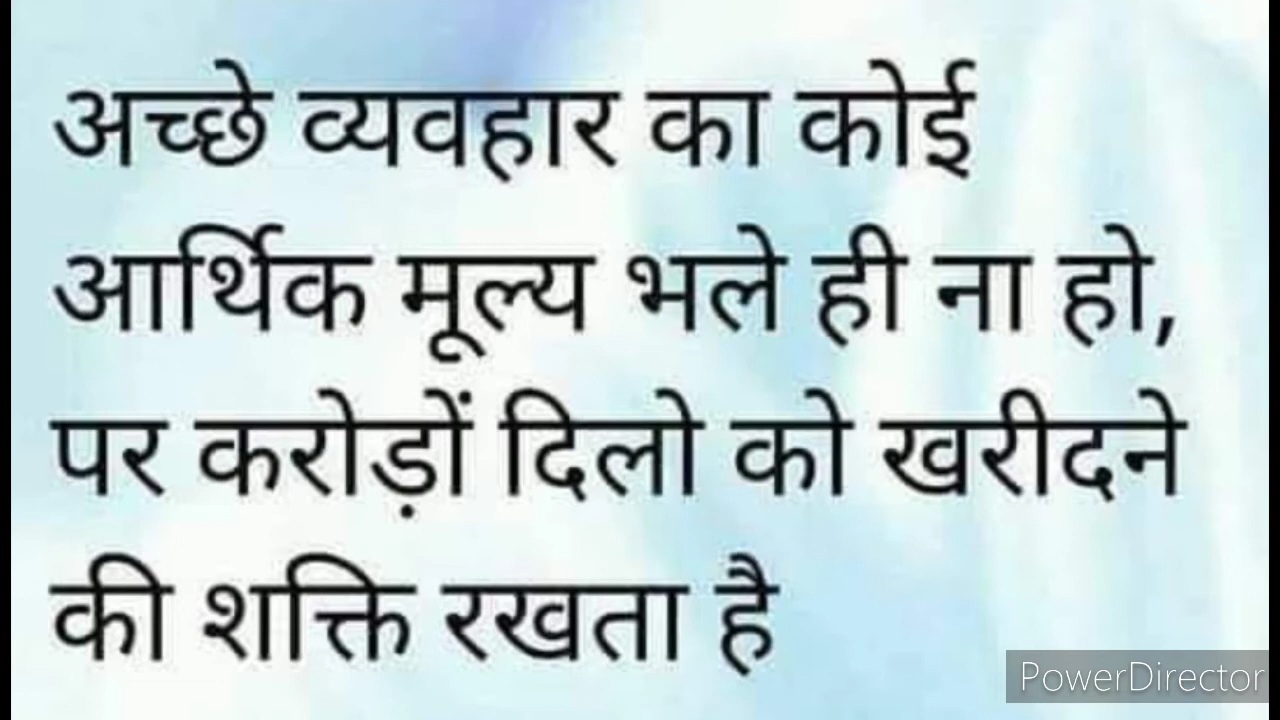 अच्छे व्यवहार का कोई
आर्थिक मूल्य भले ही ना हो,
पर करोड़ों दिलो को खरीदने
की शक्ति रखता है
PowerDirector